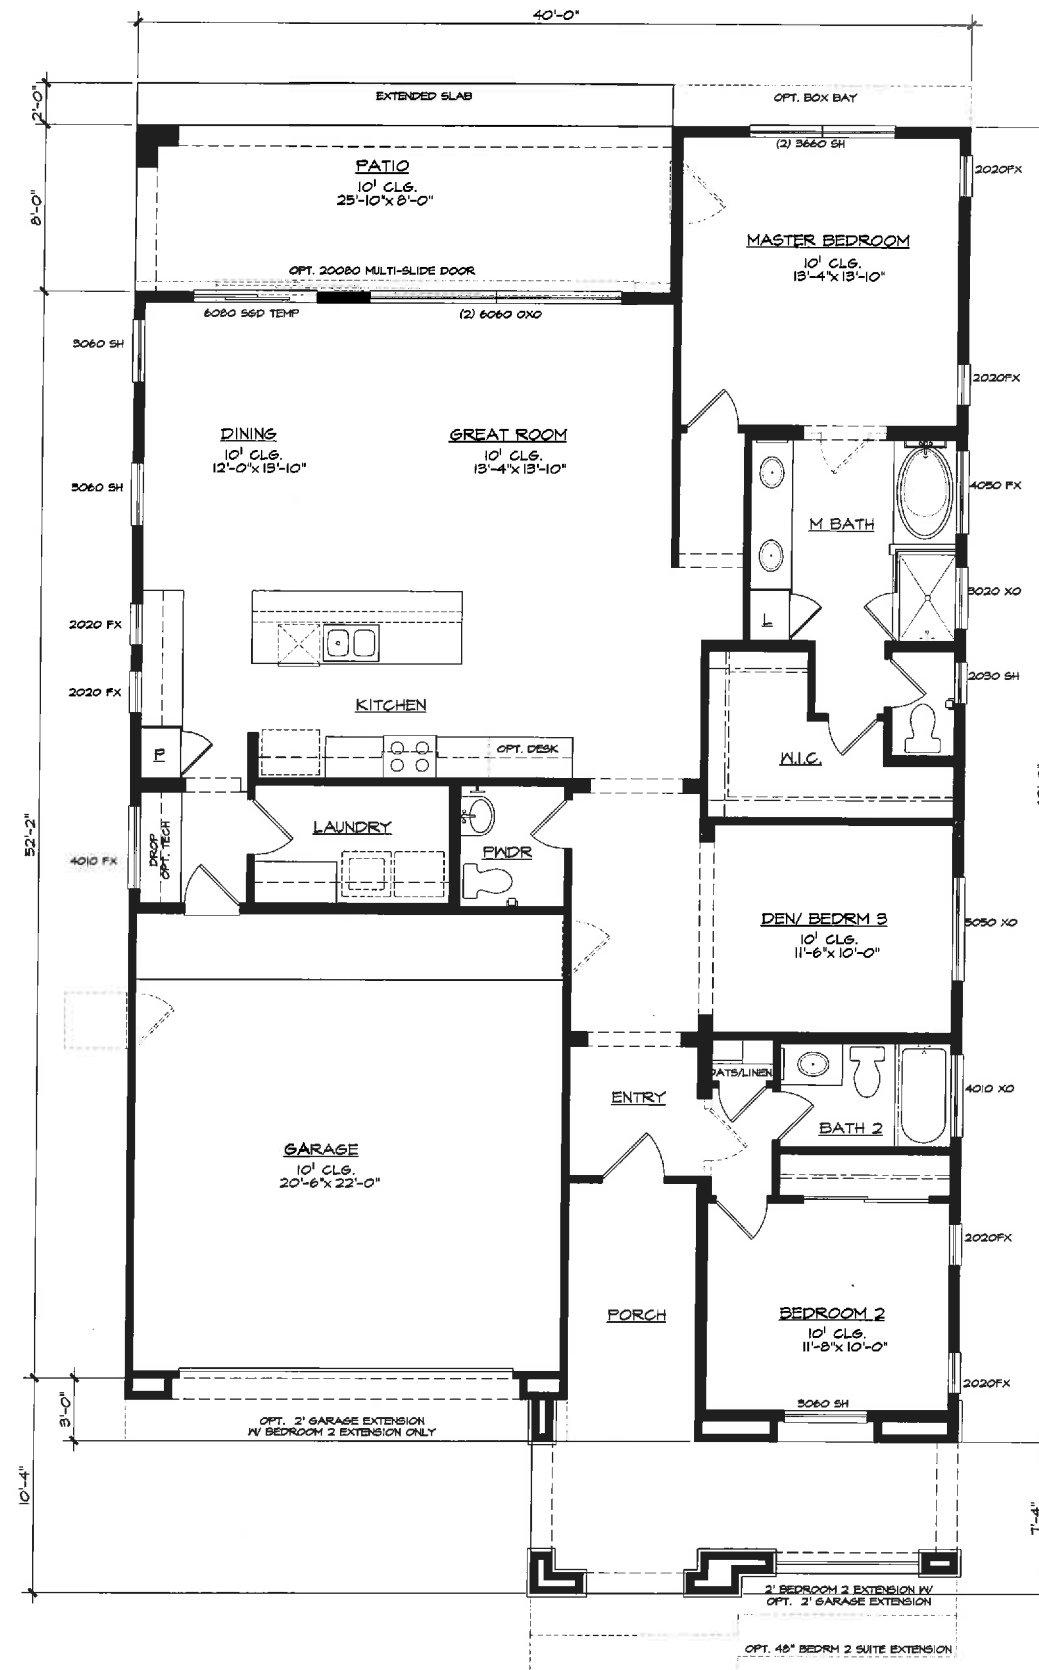 40'-0"
EXTENDED SLAB
OPT. BOX BAY
2'-0"
(2) 3660 SH
PATIO
10' CLG.
25'-10"x 8'-0"
2020FX
8'-0"
MASTER BEDROOM
10' CLG.
13'-4"x 13'-10"
OPT. 20080 MULTI-SLIDE DOOR
6080 SGD TEMP
(2) 6060 OXO
3060 SH
2020FX
DINING
10' CLG.
12'-0"x 13'-10"
GREAT ROOM
10' CLG.
13'-4"x 13'-10"
3060 SH
4050 FX
M BATH
3020 XO
L
2020 FX
2030 SH
2020 FX
KITCHEN
OPT. DESK
P
W.I.C.
52'-2"
DROP
OPT. TECH
LAUNDRY
PWDR
4010 FX
DEN/ BEDRM 3
10' CLG.
11'-6"x 10'-0"
5050 XO
OATS/LINEN
4010 XO
ENTRY
BATH 2
GARAGE
10' CLG.
20'-6"x 22'-0"
2020FX
PORCH
BEDROOM 2
10' CLG.
11'-8"x 10'-0"
2020FX
3060 SH
3'-0"
OPT. 2' GARAGE EXTENSION
W/ BEDROOM 2 EXTENSION ONLY
10'-4"
7'-4"
2' BEDROOM 2 EXTENSION W/
OPT. 2' GARAGE EXTENSION
OPT. 48" BEDRM 2 SUITE EXTENSION